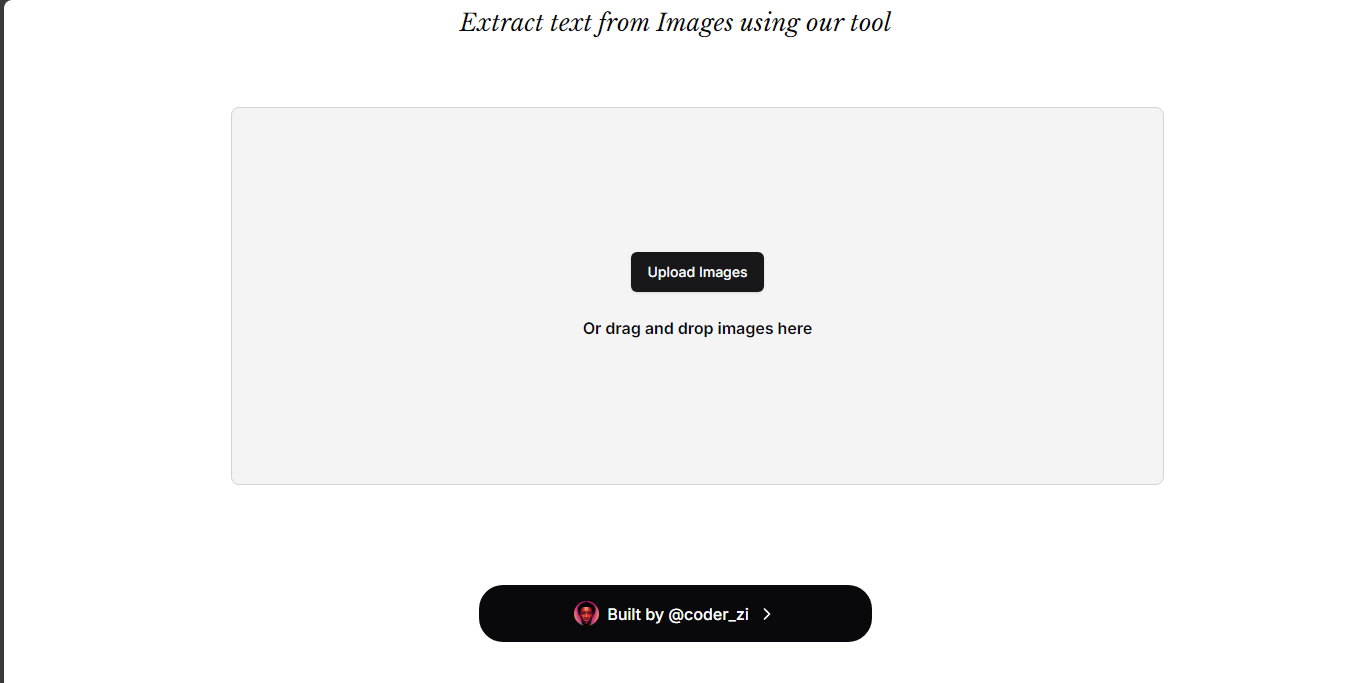 Extract text from Images using our tool
Upload Images
Or drag and drop images here
Built by @coder_zi